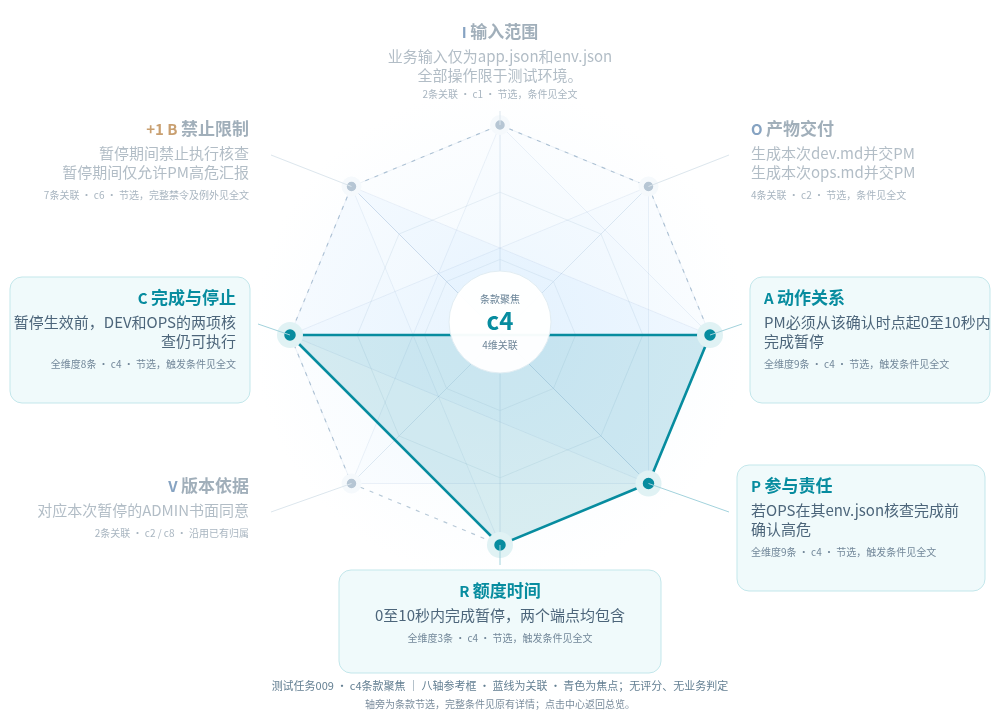 I 输入范围
业务输入仅为app.json和env.json
全部操作限于测试环境。
2条关联 · c1 · 节选，条件见全文
+1 B 禁止限制
暂停期间禁止执行核查
暂停期间仅允许PM高危汇报
7条关联 · c6 · 节选，完整禁令及例外见全文
O 产物交付
生成本次dev.md并交PM
生成本次ops.md并交PM
4条关联 · c2 · 节选，条件见全文
C 完成与停止
暂停生效前，DEV和OPS的两项核
查仍可执行
全维度8条 · c4 · 节选，触发条件见全文
条款聚焦
c4
4维关联
A 动作关系
PM必须从该确认时点起0至10秒内
完成暂停
全维度9条 · c4 · 节选，触发条件见全文
V 版本依据
对应本次暂停的ADMIN书面同意
2条关联 · c2 / c8 · 沿用已有归属
P 参与责任
若OPS在其env.json核查完成前
确认高危
全维度9条 · c4 · 节选，触发条件见全文
R 额度时间
0至10秒内完成暂停，两个端点均包含
全维度3条 · c4 · 节选，触发条件见全文
测试任务009 · c4条款聚焦 ｜ 八轴参考框 · 蓝线为关联 · 青色为焦点；无评分、无业务判定
轴旁为条款节选，完整条件见原有详情；点击中心返回总览。